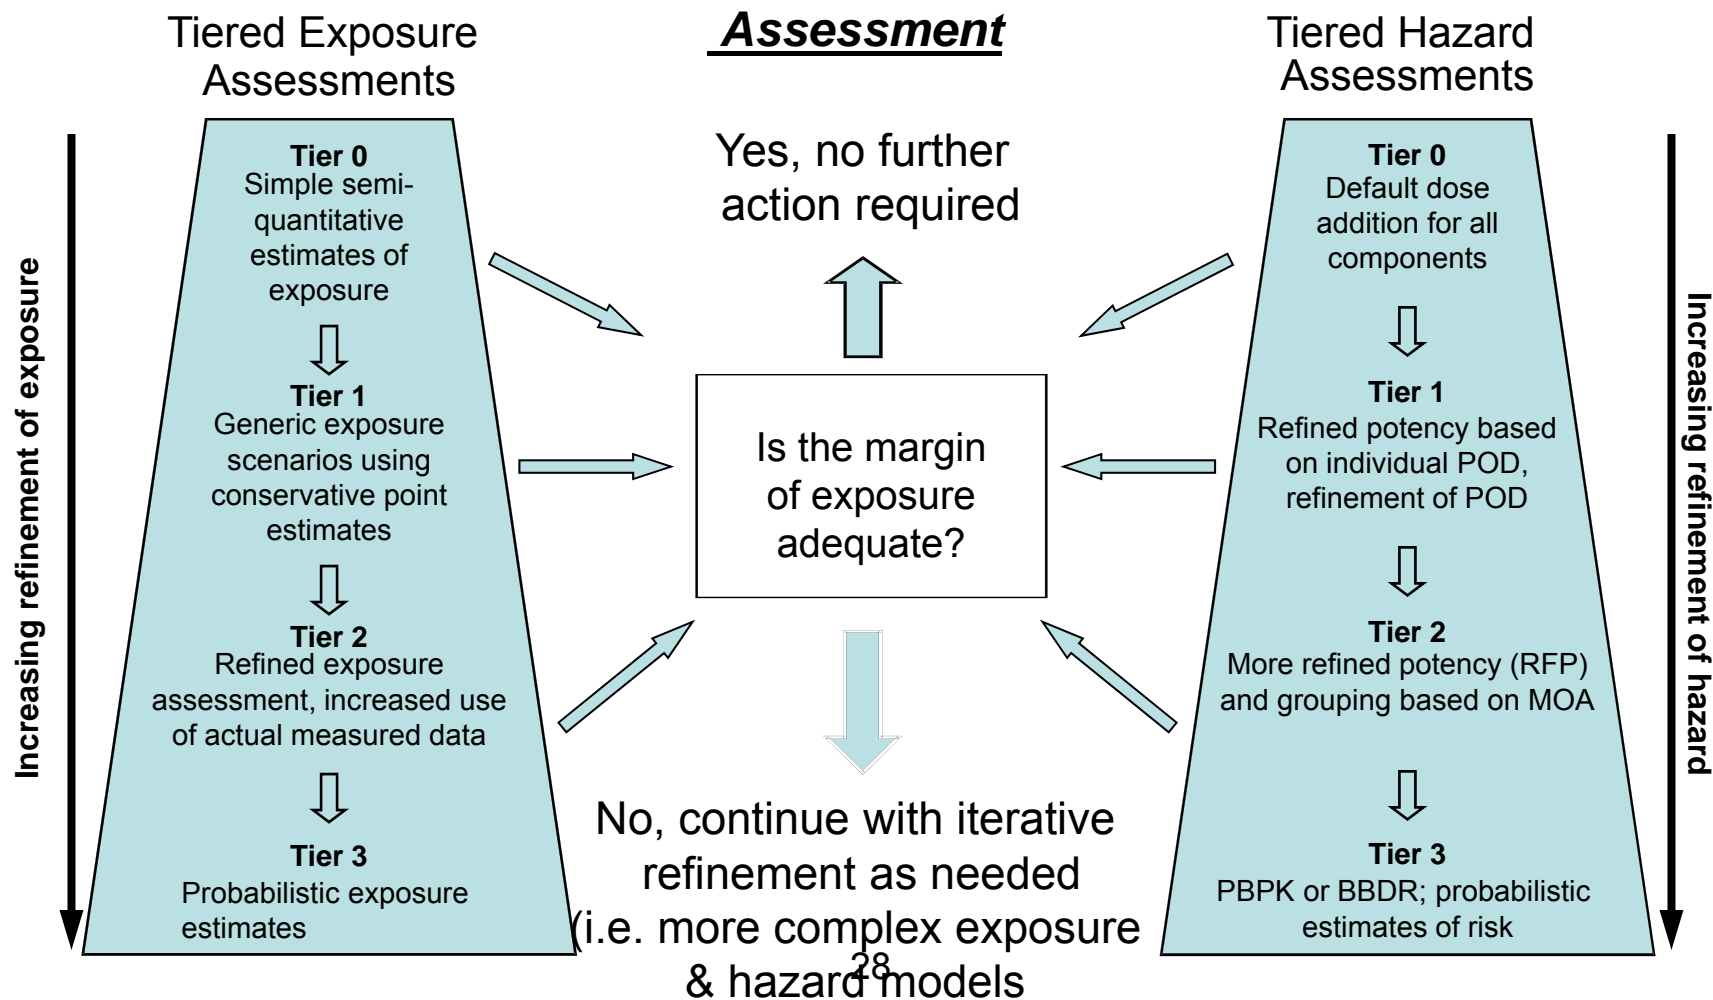 Tiered Exposure
Assessments
Assessment
Tiered Hazard
Assessments
Increasing refinement of exposure
Tier 0
Simple semi-
quantitative
estimates of
exposure
Tier 1
Generic exposure
scenarios using
conservative point
estimates
Tier 2
Refined exposure
assessment, increased use
of actual measured data
Tier 3
Probabilistic exposure
estimates
Yes, no further
action required
Is the margin
of exposure
adequate?
No, continue with iterative
refinement as needed
(i.e. more complex exposure
& hazard models
28
Tier 0
Default dose
addition for all
components
Tier 1
Refined potency based
on individual POD,
refinement of POD
Tier 2
More refined potency (RFP)
and grouping based on MOA
Tier 3
PBPK or BBDR; probabilistic
estimates of risk
Increasing refinement of hazard